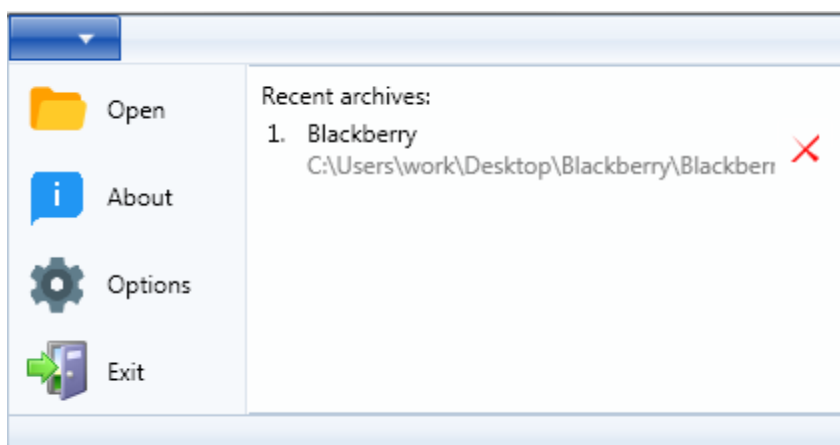 Open
About
Options
Exit
Recent archives:
1. Blackberry
C:\Users\work\Desktop\Blackberry\Blackberr